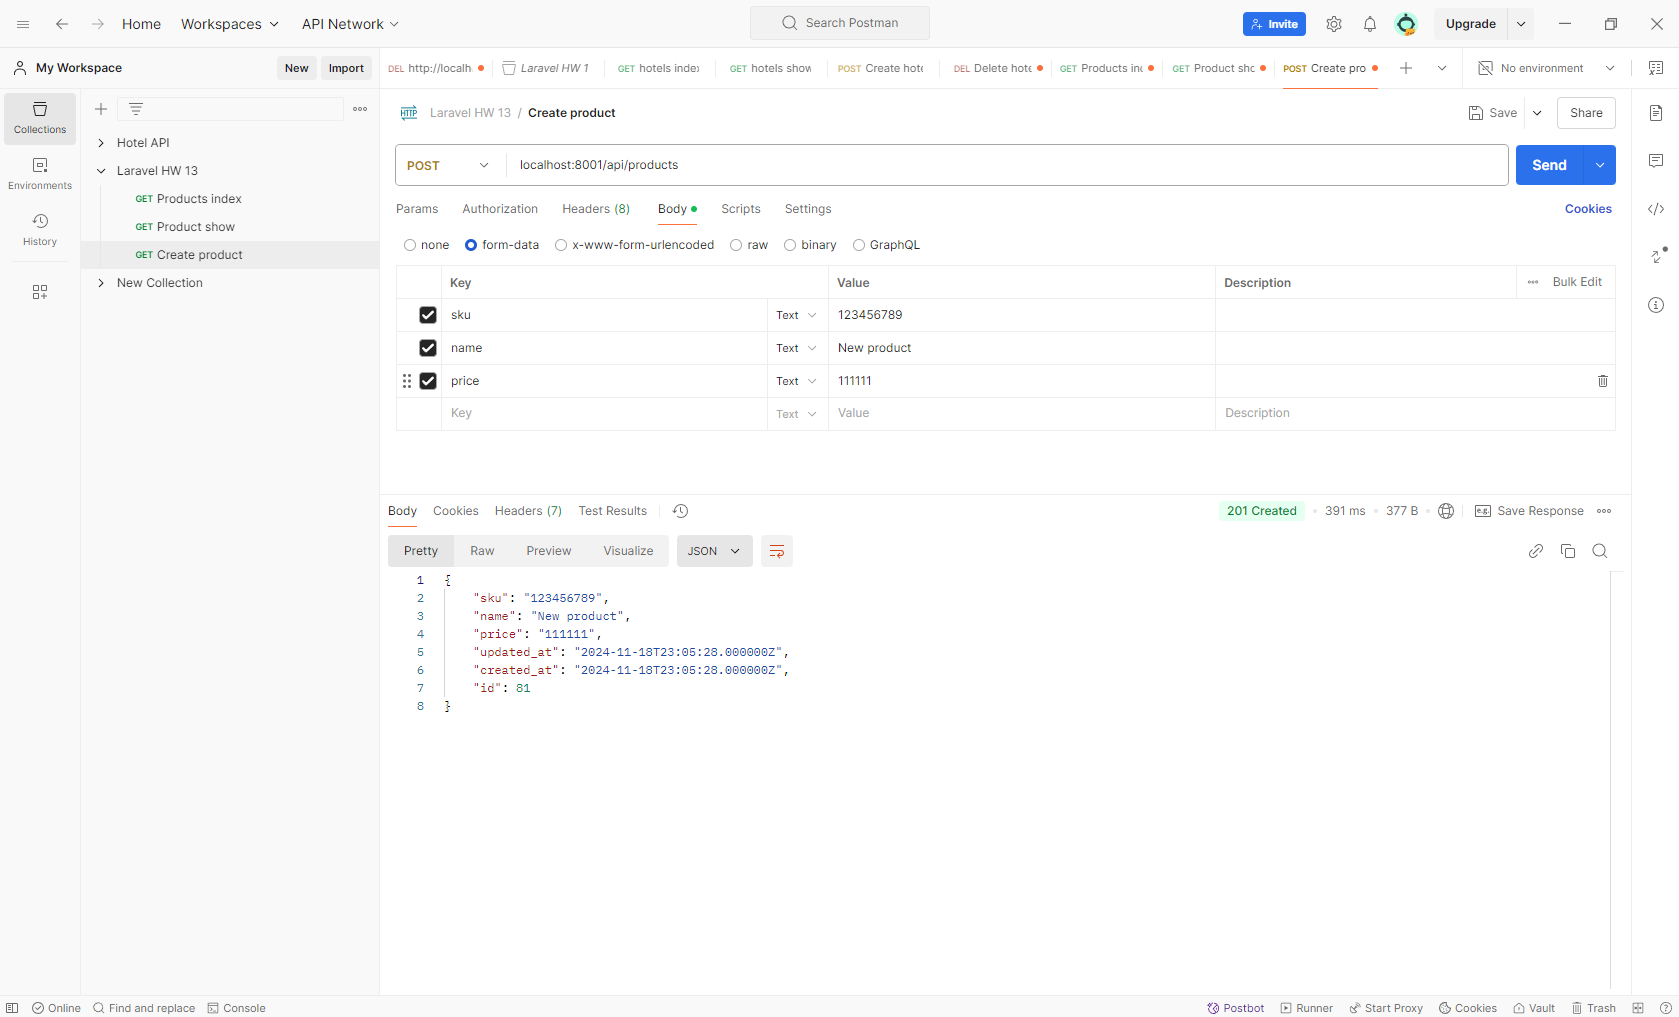 Home Workspaces API Network Search Postman Invite Upgrade
My Workspace New Import DEL http://localh Laravel HW 1 GET hotels index GET hotels show POST Create hote DEL Delete hote GET Products inc GET Product sho POST Create pro No environment
Collections
Environments
History
Hotel API
Laravel HW 13
GET Products index
GET Product show
GET Create product
New Collection
HTTP Laravel HW 13 / Create product Save Share
POST localhost:8001/api/products Send
Params Authorization Headers (8) Body Scripts Settings Cookies
none form-data x-www-form-urlencoded raw binary GraphQL
Key Value Description Bulk Edit
sku Text 123456789
name Text New product
price Text 111111
Key Text Value Description
Body Cookies Headers (7) Test Results 201 Created 391 ms 377 B e.g. Save Response
Pretty Raw Preview Visualize JSON
1 {
2 "sku": "123456789",
3 "name": "New product",
4 "price": "111111",
5 "updated_at": "2024-11-18T23:05:28.000000Z",
6 "created_at": "2024-11-18T23:05:28.000000Z",
7 "id": 81
8 }
Online Find and replace Console Postbot Runner Start Proxy Cookies Vault Trash